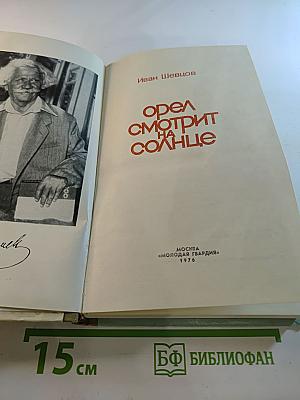 Иван Шевцов
ОРЕЛ
СМОТРИТ
НА
СОЛНЦЕ
МОСКВА
«МОЛОДАЯ ГВАРДИЯ»
1976
15 см
БФ БИБЛИОФАН